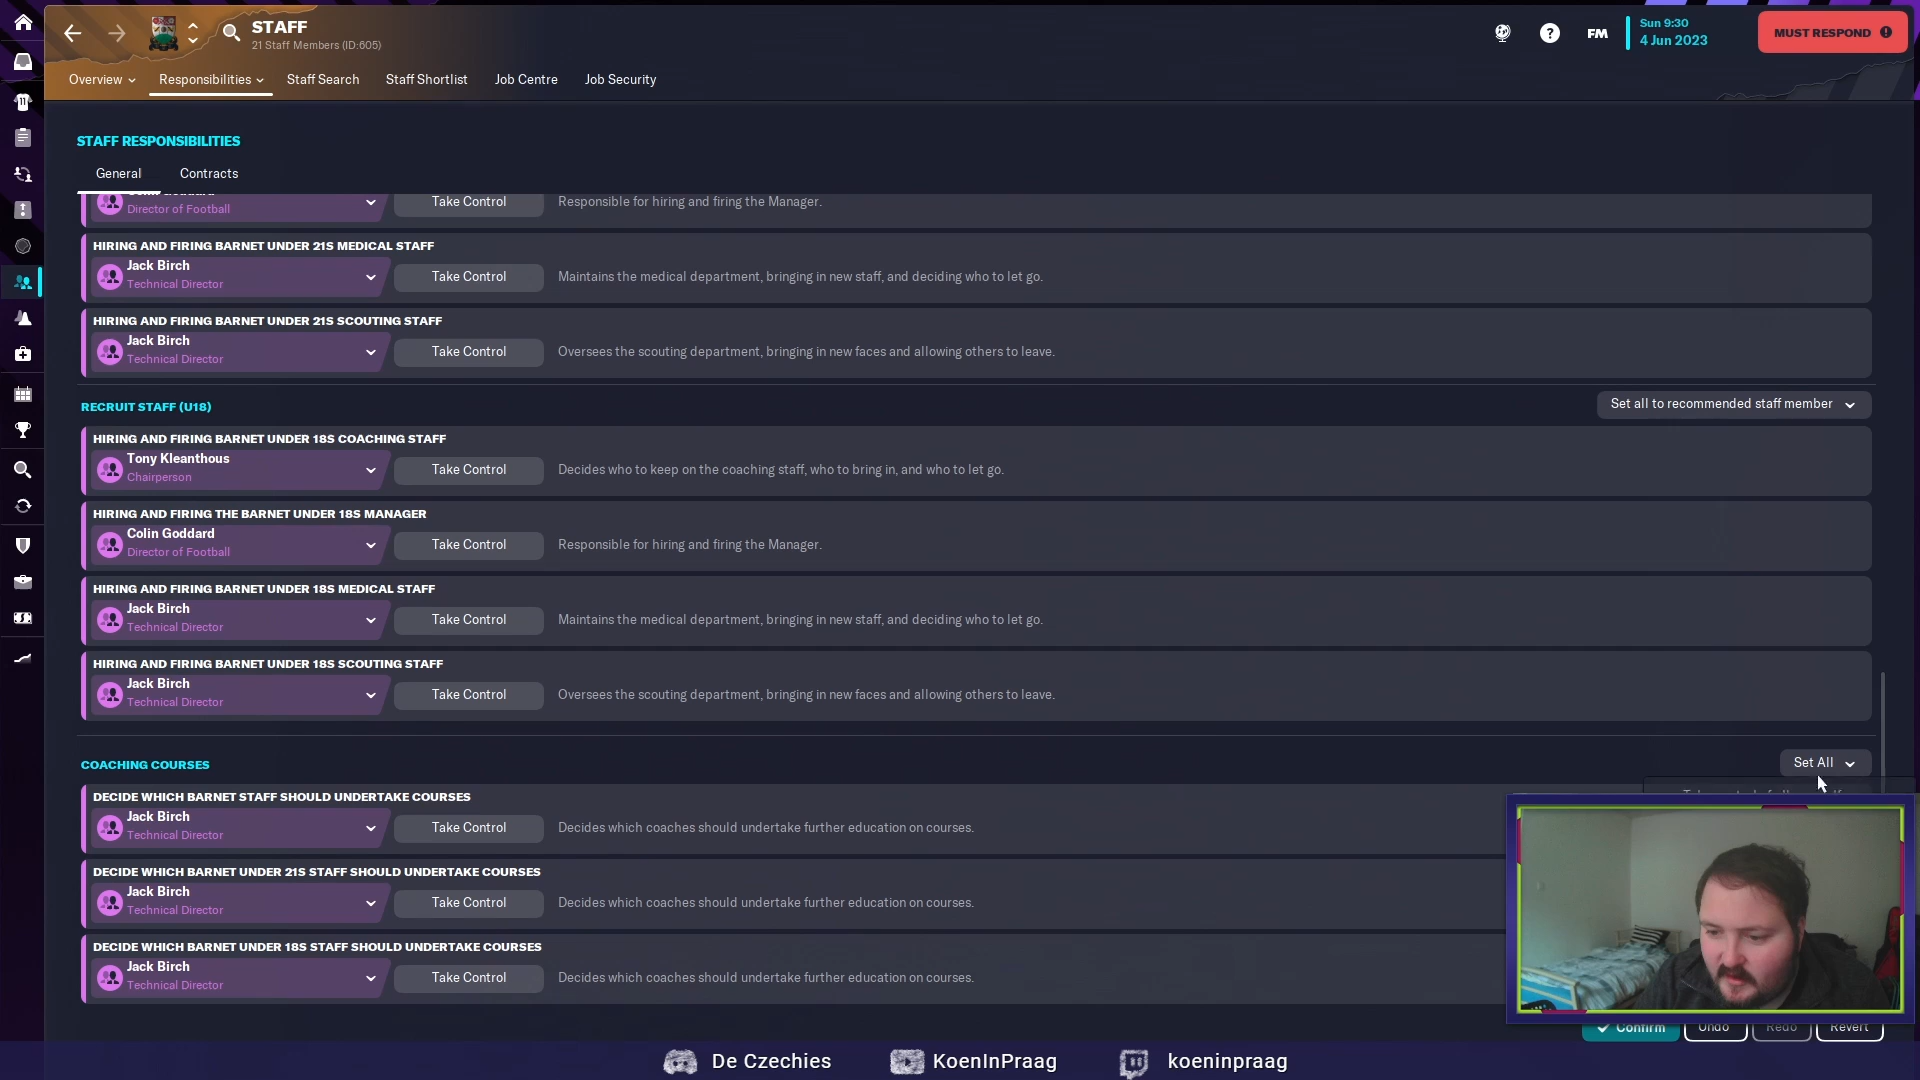 STAFF
21 Staff Members (ID:605)
FM
Sun 9:30
4 Jun 2023
MUST RESPOND
Overview
Responsibilities
Staff Search
Staff Shortlist
Job Centre
Job Security
STAFF RESPONSIBILITIES
General
Contracts
Director of Football
Take Control
Responsible for hiring and firing the Manager.
HIRING AND FIRING BARNET UNDER 21S MEDICAL STAFF
Jack Birch
Technical Director
Take Control
Maintains the medical department, bringing in new staff, and deciding who to let go.
HIRING AND FIRING BARNET UNDER 21S SCOUTING STAFF
Jack Birch
Technical Director
Take Control
Oversees the scouting department, bringing in new faces and allowing others to leave.
RECRUIT STAFF (U18)
Set all to recommended staff member
HIRING AND FIRING BARNET UNDER 18S COACHING STAFF
Tony Kleanthous
Chairperson
Take Control
Decides who to keep on the coaching staff, who to bring in, and who to let go.
HIRING AND FIRING THE BARNET UNDER 18S MANAGER
Colin Goddard
Director of Football
Take Control
Responsible for hiring and firing the Manager.
HIRING AND FIRING BARNET UNDER 18S MEDICAL STAFF
Jack Birch
Technical Director
Take Control
Maintains the medical department, bringing in new staff, and deciding who to let go.
HIRING AND FIRING BARNET UNDER 18S SCOUTING STAFF
Jack Birch
Technical Director
Take Control
Oversees the scouting department, bringing in new faces and allowing others to leave.
COACHING COURSES
Set All
DECIDE WHICH BARNET STAFF SHOULD UNDERTAKE COURSES
Jack Birch
Technical Director
Take Control
Decides which coaches should undertake further education on courses.
DECIDE WHICH BARNET UNDER 21S STAFF SHOULD UNDERTAKE COURSES
Jack Birch
Technical Director
Take Control
Decides which coaches should undertake further education on courses.
DECIDE WHICH BARNET UNDER 18S STAFF SHOULD UNDERTAKE COURSES
Jack Birch
Technical Director
Take Control
Decides which coaches should undertake further education on courses.
Confirm
Undo
Redo
Revert
De Czechies
KoenInPraag
koeninpraag